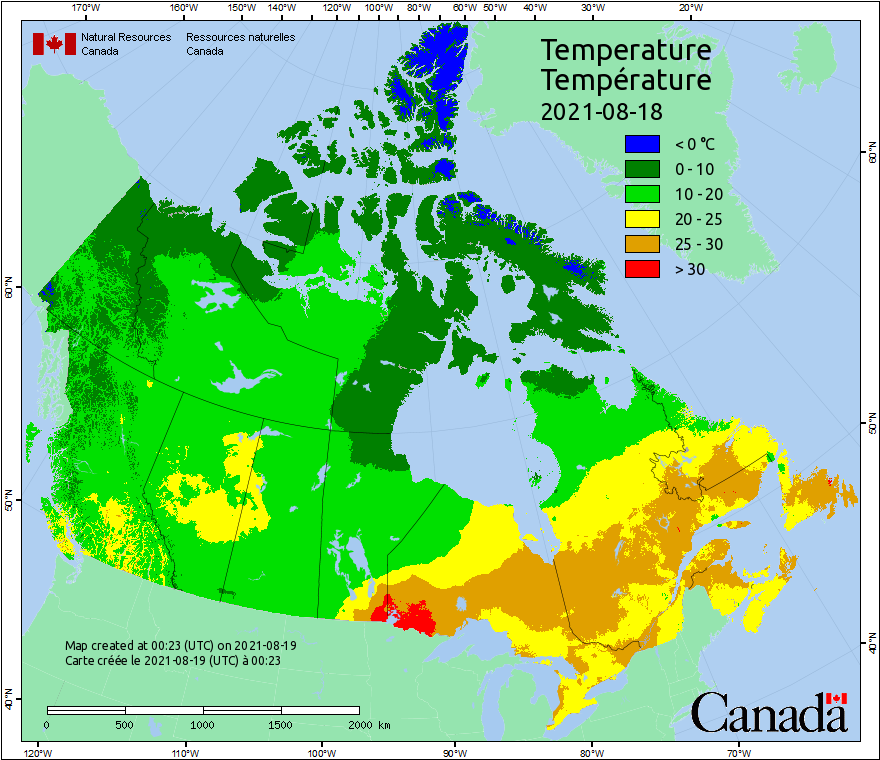 170°W 160°W 150°W 140°W 130°W 120°W 110°W 100°W 90°W 80°W 70°W 60°W 50°W 40°W 30°W 20°W
Natural Resources Canada
Ressources naturelles Canada
Temperature
Température
2021-08-18
< 0 °C
0 - 10
10 - 20
20 - 25
25 - 30
> 30
60°N
60°N
50°N
50°N
40°N
40°N
Map created at 00:23 (UTC) on 2021-08-19
Carte créée le 2021-08-19 (UTC) à 00:23
0 500 1000 1500 2000 km
Canada
120°W 110°W 100°W 90°W 80°W 70°W